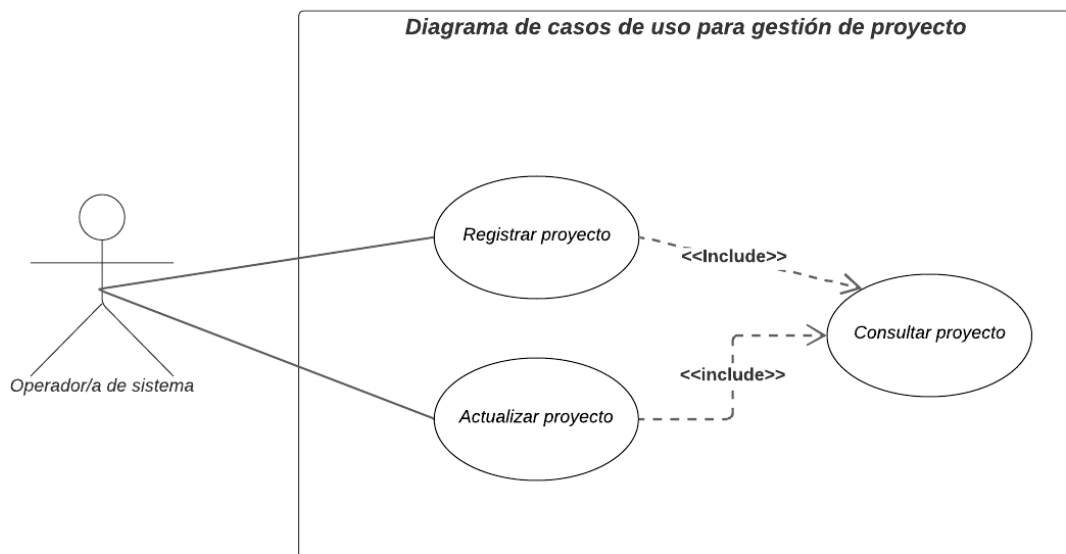 Diagrama de casos de uso para gestión de proyecto
Registrar proyecto
<<Include>>
Consultar proyecto
<<include>>
Operador/a de sistema
Actualizar proyecto